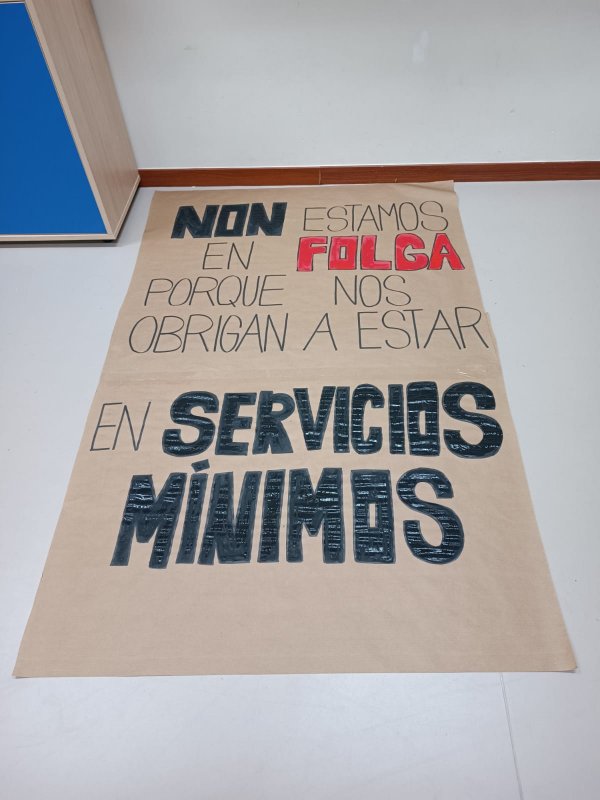 NON ESTAMOS
EN FOLGA
PORQUE NOS
OBRIGAN A ESTAR
EN SERVICIOS
MÍNIMOS